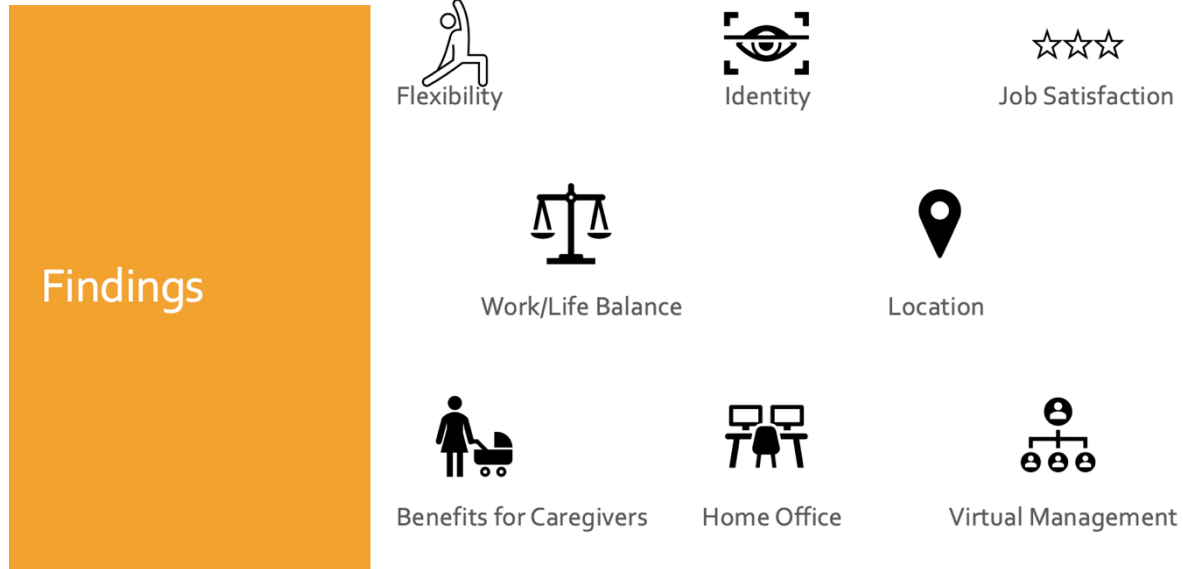 Findings
Flexibility
Identity
Job Satisfaction
Work/Life Balance
Location
Benefits for Caregivers
Home Office
Virtual Management